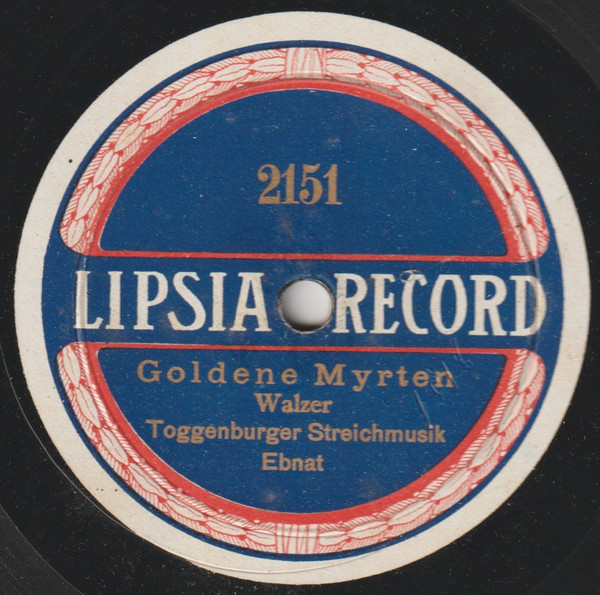 2151
LIPSIA RECORD
Goldene Myrten
Walzer
Toggenburger Streichmusik
Ebnat